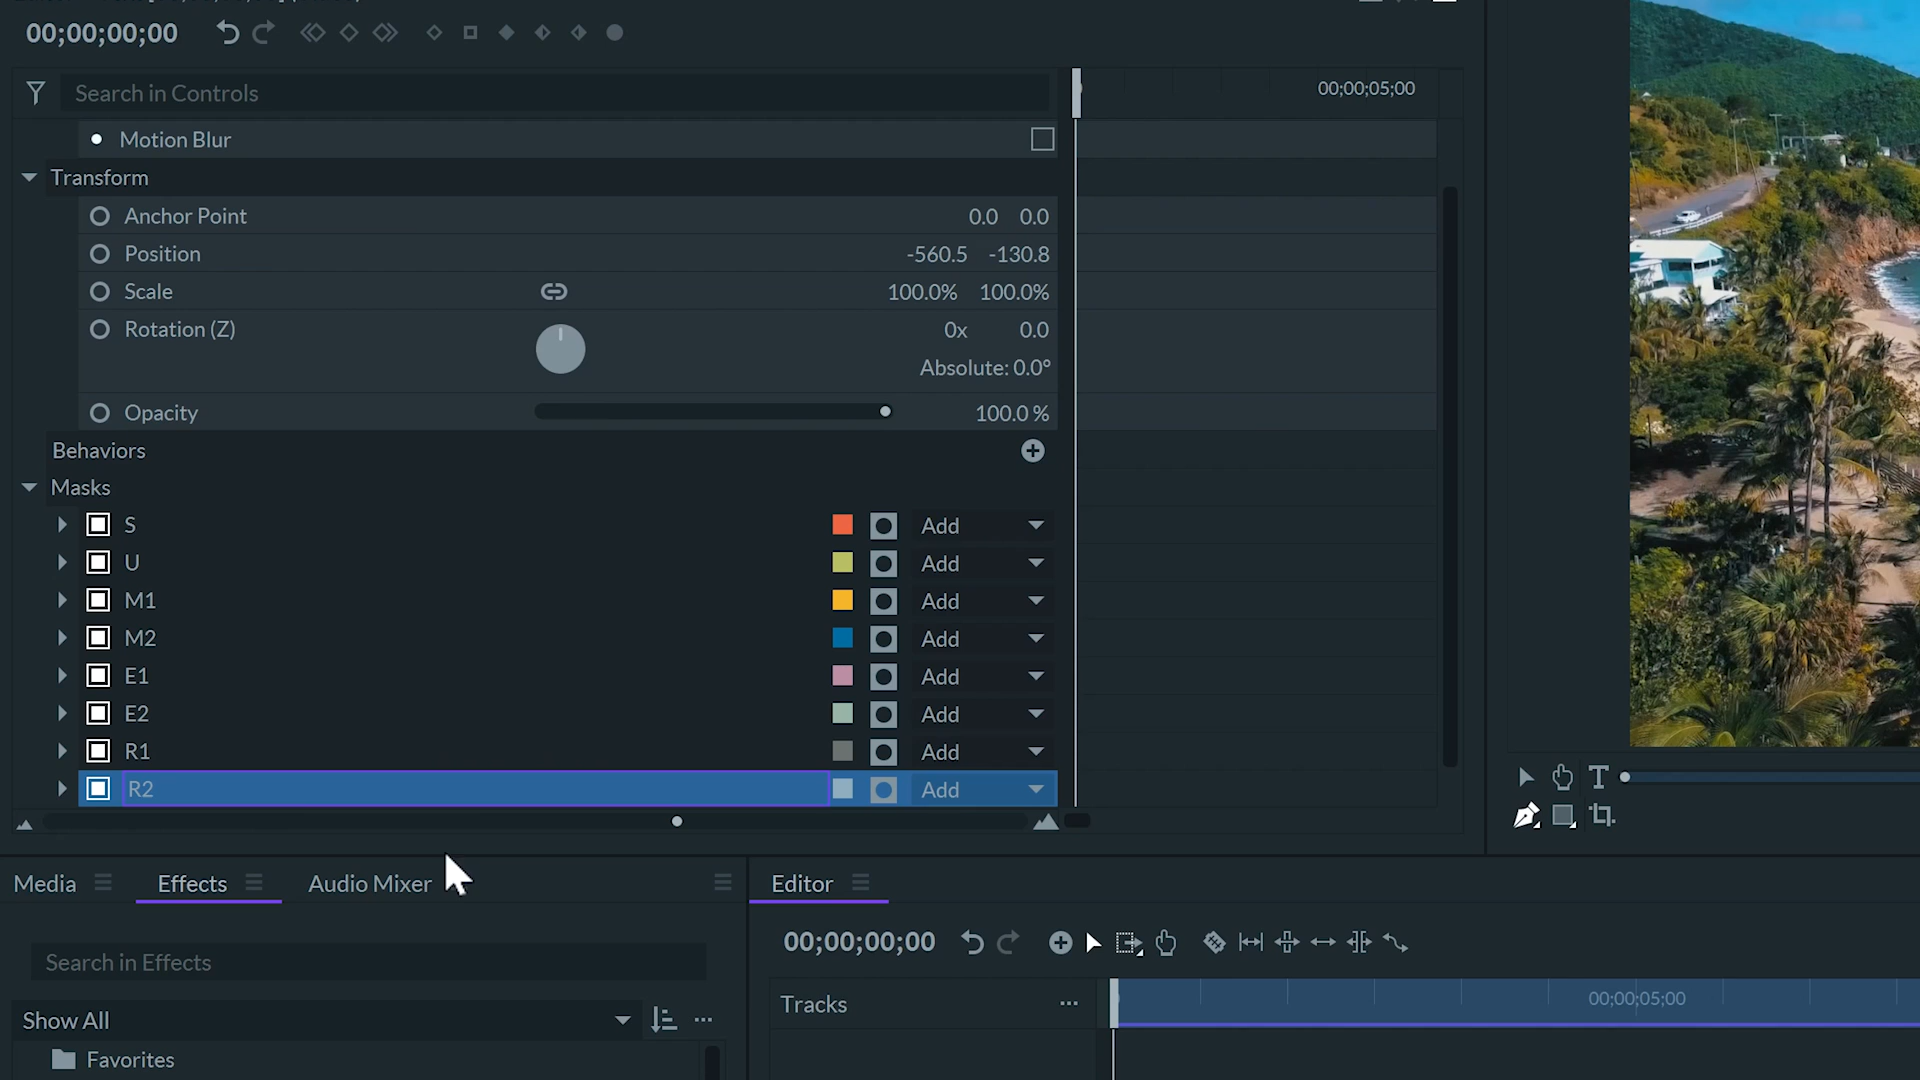 00;00;00;00
Search in Controls
00;00;05;00
Motion Blur
Transform
Anchor Point 0.0 0.0
Position -560.5 -130.8
Scale 100.0% 100.0%
Rotation (Z) 0x 0.0
Absolute: 0.0°
Opacity 100.0 %
Behaviors
Masks
S Add
U Add
M1 Add
M2 Add
E1 Add
E2 Add
R1 Add
R2 Add
Media Effects Audio Mixer
Search in Effects
Show All
Favorites
Editor
00;00;00;00
Tracks
00;00;05;00